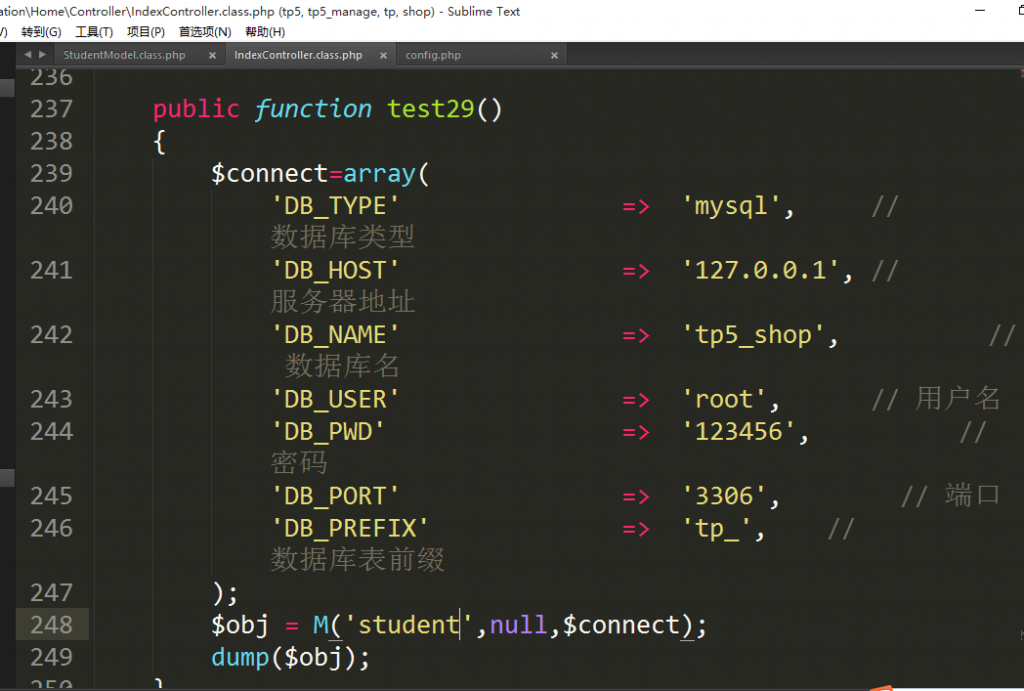 ation\Home\Controller\IndexController.class.php (tp5, tp5_manage, tp, shop) - Sublime Text
转到(G) 工具(T) 项目(P) 首选项(N) 帮助(H)
StudentModel.class.php × IndexController.class.php × config.php ×
236
237 public function test29()
238 {
239 $connect=array(
240 'DB_TYPE' => 'mysql', //
数据库类型
241 'DB_HOST' => '127.0.0.1', //
服务器地址
242 'DB_NAME' => 'tp5_shop', //
数据库名
243 'DB_USER' => 'root', // 用户名
244 'DB_PWD' => '123456', //
密码
245 'DB_PORT' => '3306', // 端口
246 'DB_PREFIX' => 'tp_', //
数据库表前缀
247 );
248 $obj = M('student',null,$connect);
249 dump($obj);
250 }